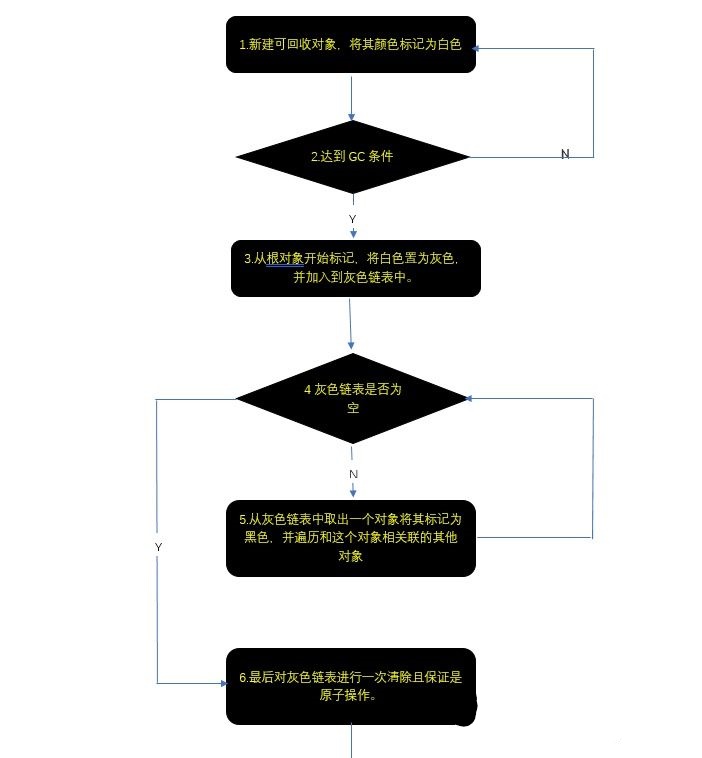 1.新建可回收对象，将其颜色标记为白色
2.达到 GC 条件
N
Y
3.从根对象开始标记，将白色置为灰色，
并加入到灰色链表中。
4 灰色链表是否为
空
N
5.从灰色链表中取出一个对象将其标记为
黑色，并遍历和这个对象相关联的其他
对象
Y
6.最后对灰色链表进行一次清除且保证是
原子操作。